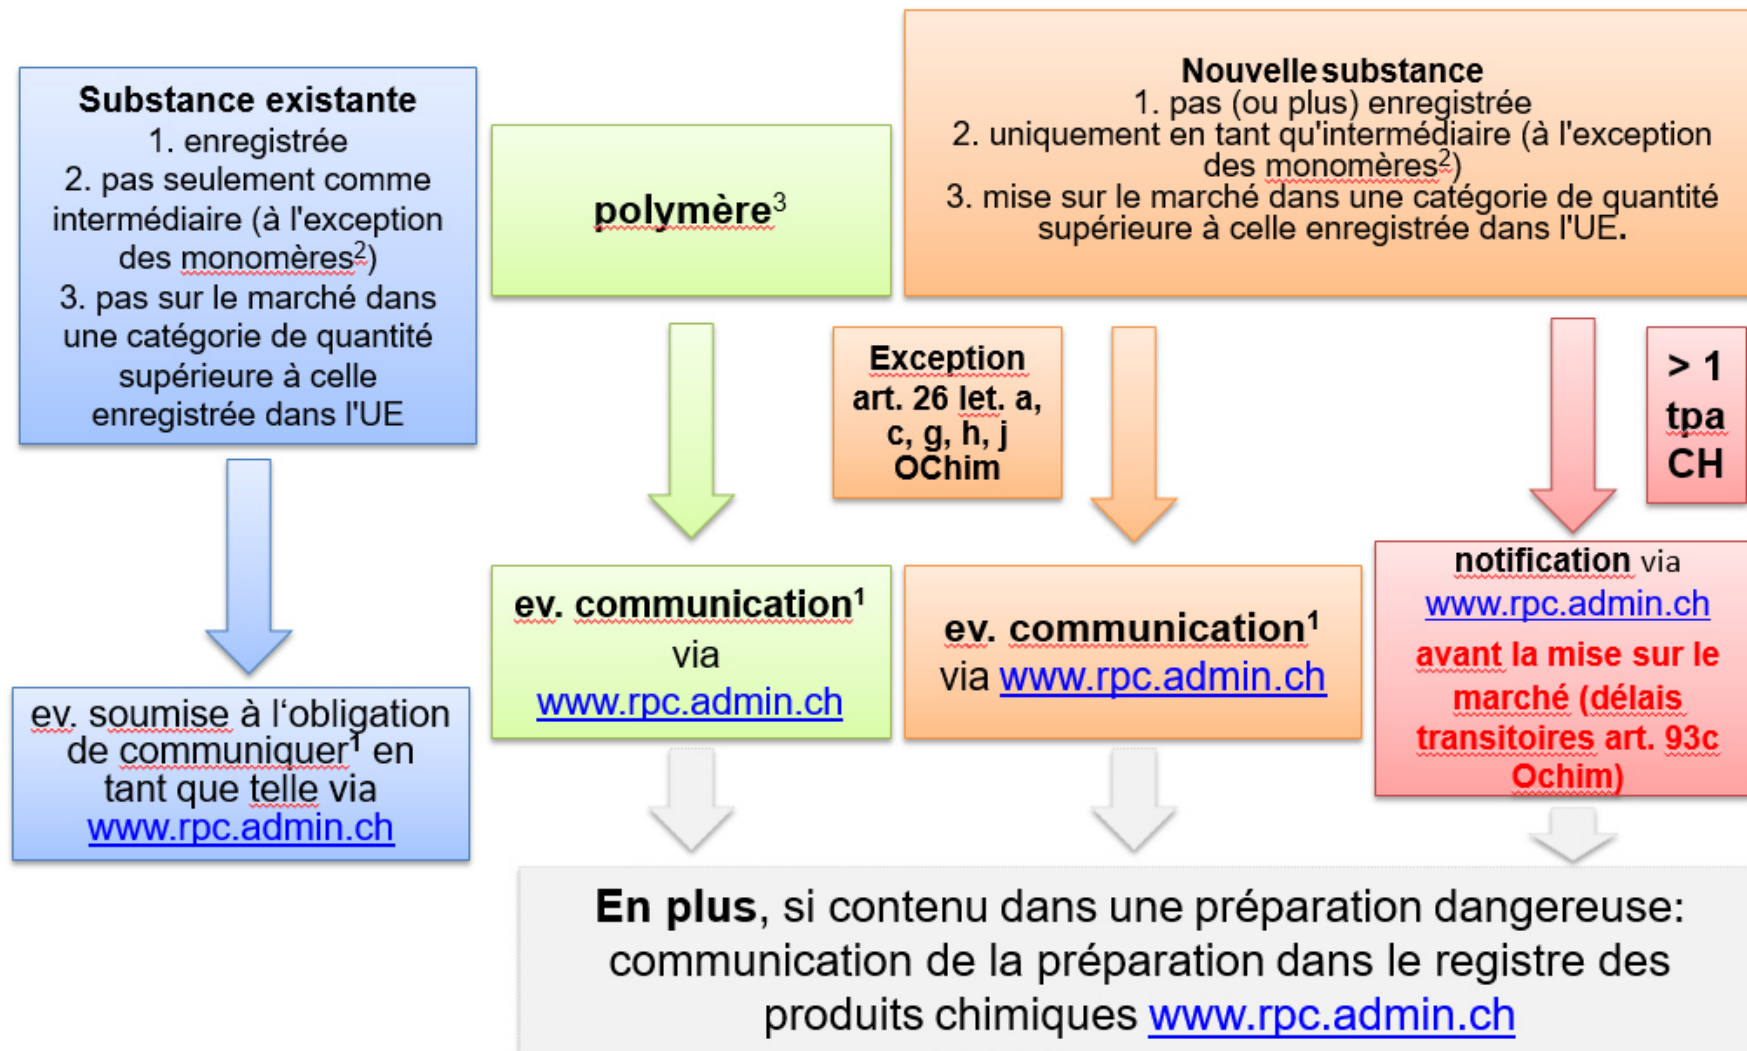 Substance existante
1. enregistrée
2. pas seulement comme
intermédiaire (à l'exception
des monomères²)
3. pas sur le marché dans
une catégorie de quantité
supérieure à celle
enregistrée dans l'UE
polymère³
Nouvelle substance
1. pas (ou plus) enregistrée
2. uniquement en tant qu'intermédiaire (à l'exception
des monomères²)
3. mise sur le marché dans une catégorie de quantité
supérieure à celle enregistrée dans l'UE.
Exception
art. 26 let. a,
c, g, h, j
OChim
> 1
tpa
CH
ev. soumise à l‘obligation
de communiquer¹ en
tant que telle via
www.rpc.admin.ch
ev. communication¹
via
www.rpc.admin.ch
ev. communication¹
via www.rpc.admin.ch
notification via
www.rpc.admin.ch
avant la mise sur le
marché (délais
transitoires art. 93c
Ochim)
En plus, si contenu dans une préparation dangereuse:
communication de la préparation dans le registre des
produits chimiques www.rpc.admin.ch